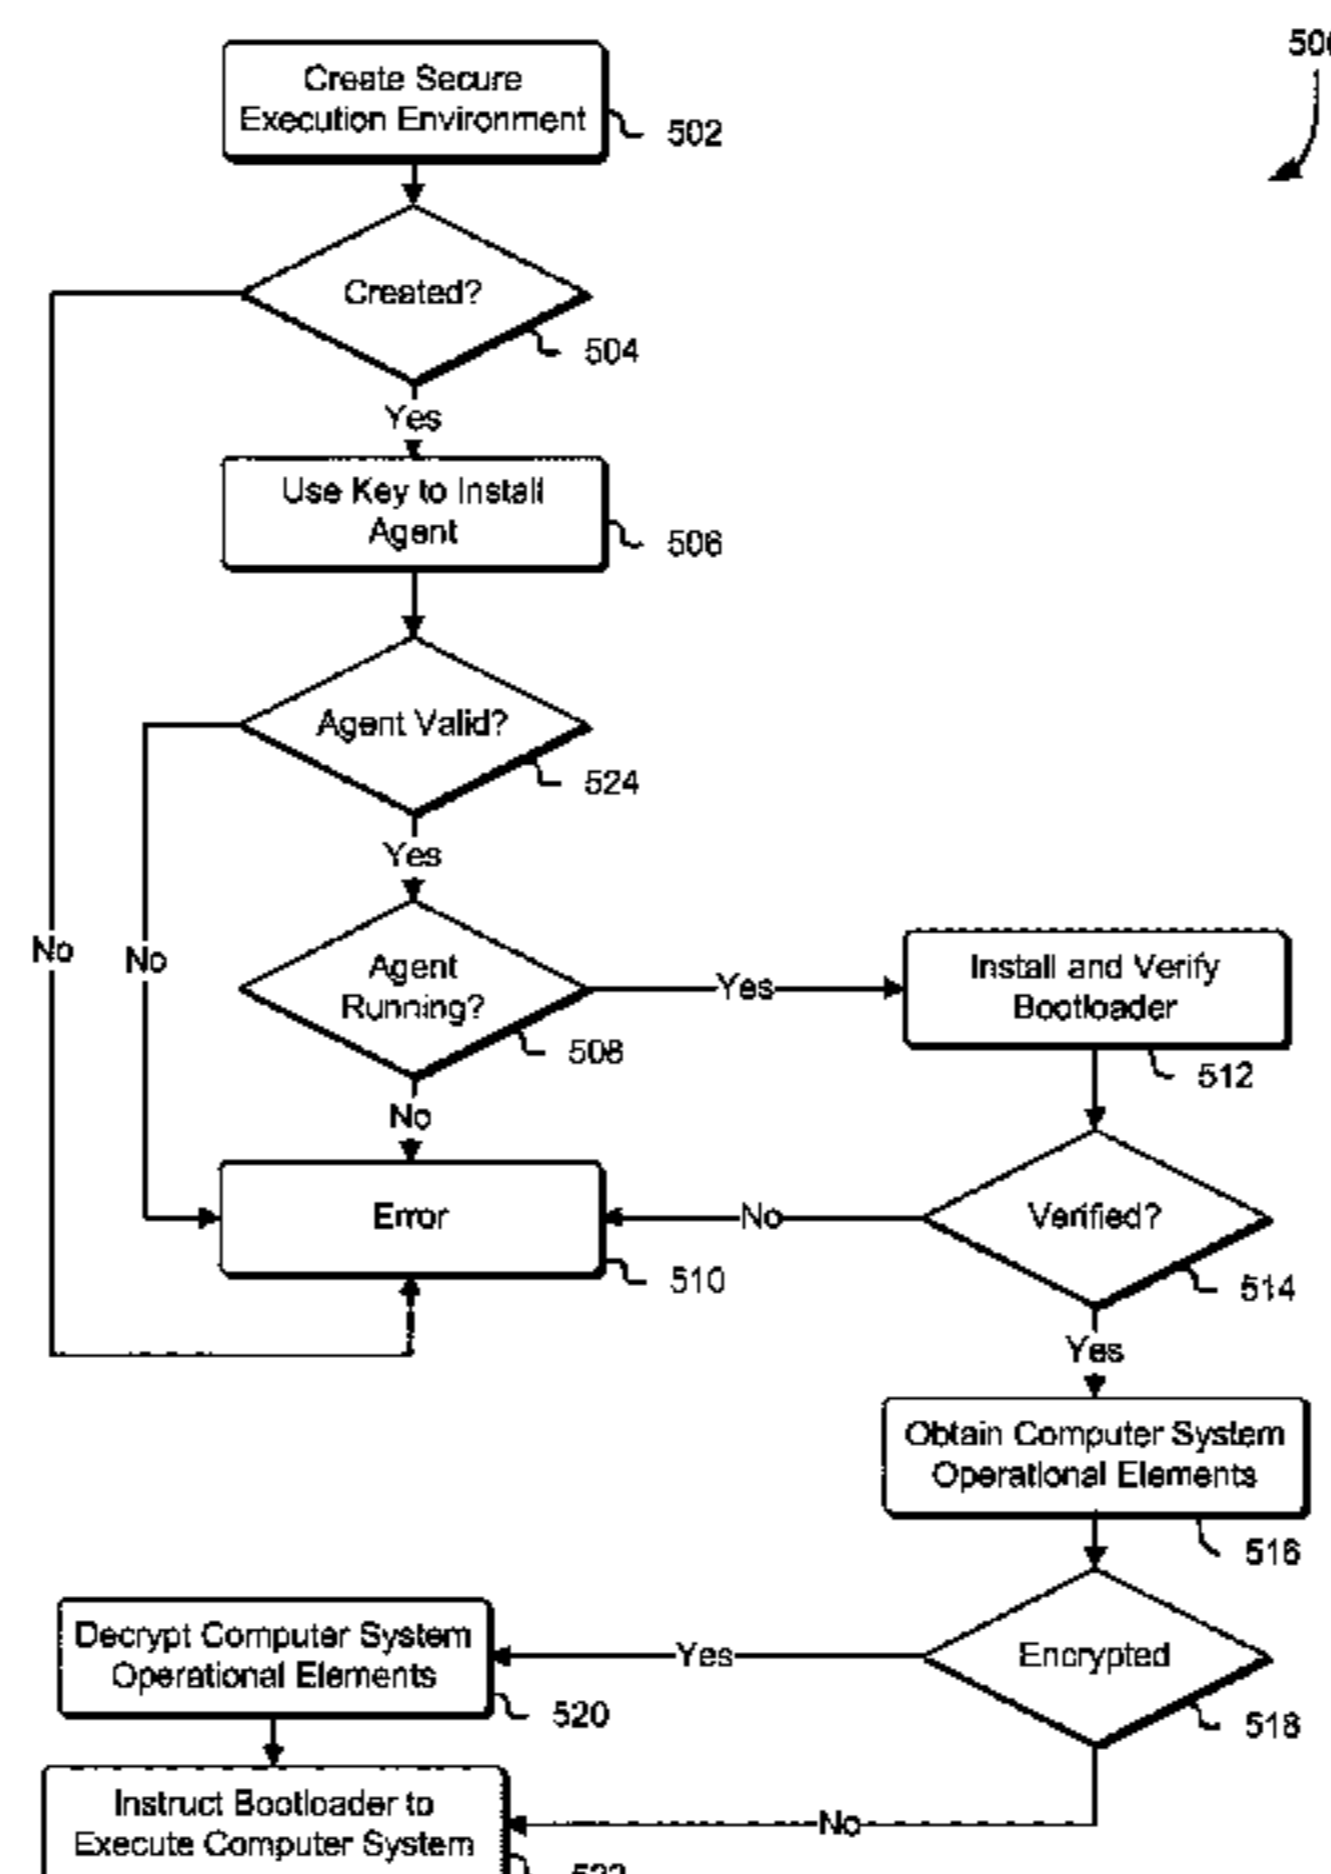 500
Create Secure
Execution Environment
502
Created?
504
Yes
Use Key to Install
Agent
506
Agent Valid?
524
Yes
No
No
Agent
Running?
508
Yes
Install and Verify
Bootloader
512
No
Error
510
No
Verified?
514
Yes
Obtain Computer System
Operational Elements
516
Decrypt Computer System
Operational Elements
520
Yes
Encrypted
518
Instruct Bootloader to
Execute Computer System
No
522